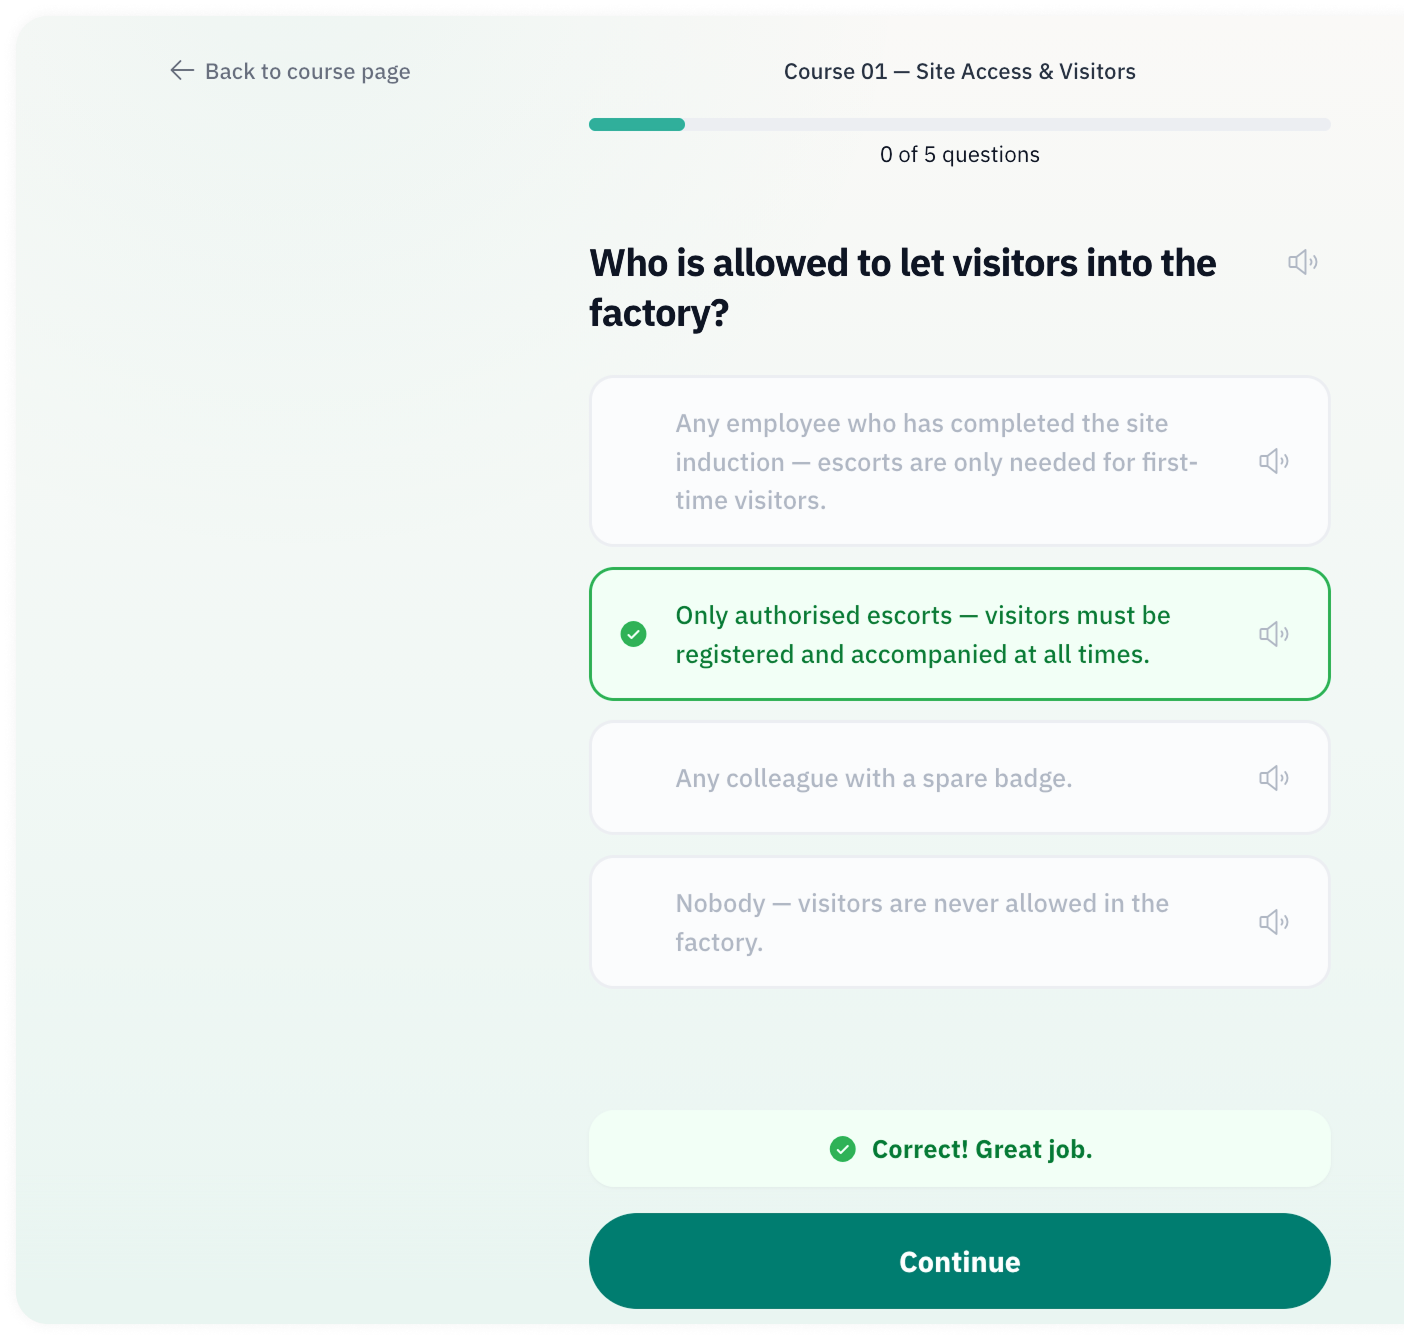 Back to course page
Course 01 — Site Access & Visitors
0 of 5 questions
Who is allowed to let visitors into the
factory?
Any employee who has completed the site
induction — escorts are only needed for first-
time visitors.
Only authorised escorts — visitors must be
registered and accompanied at all times.
Any colleague with a spare badge.
Nobody — visitors are never allowed in the
factory.
Correct! Great job.
Continue